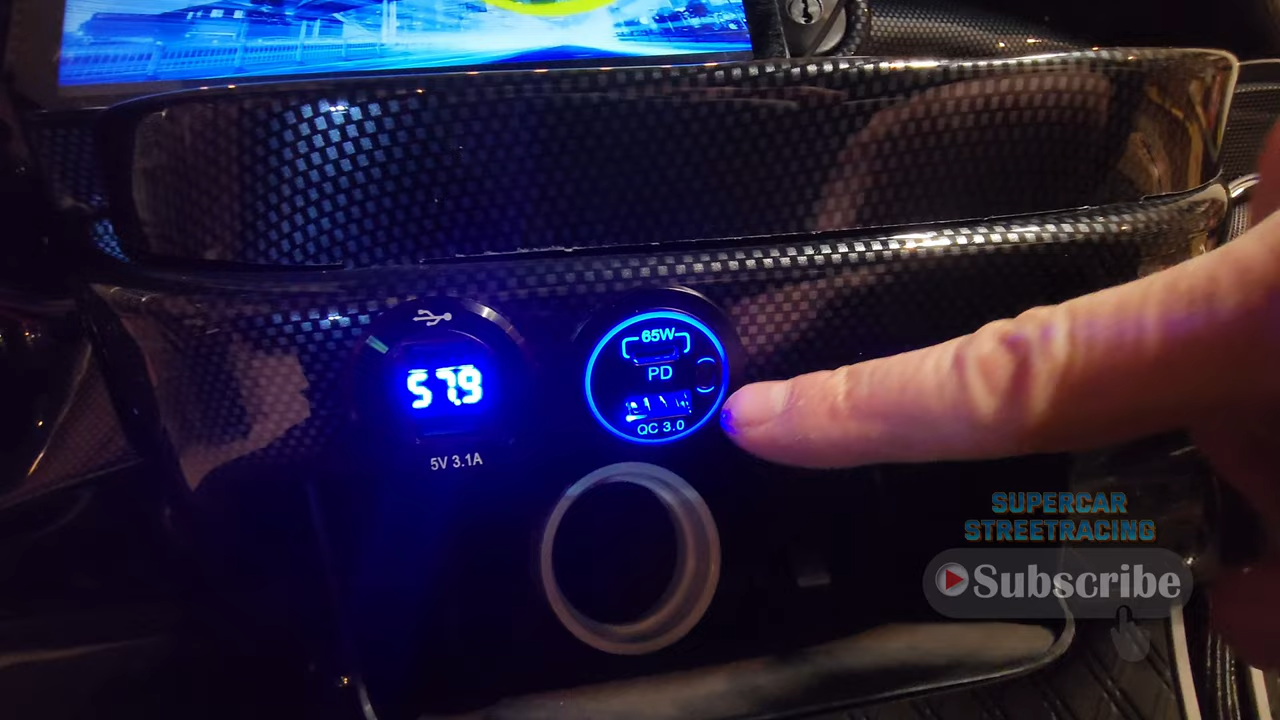 65W
PD
57.9
QC 3.0
5V 3.1A
SUPERCAR
STREETRACING
Subscribe